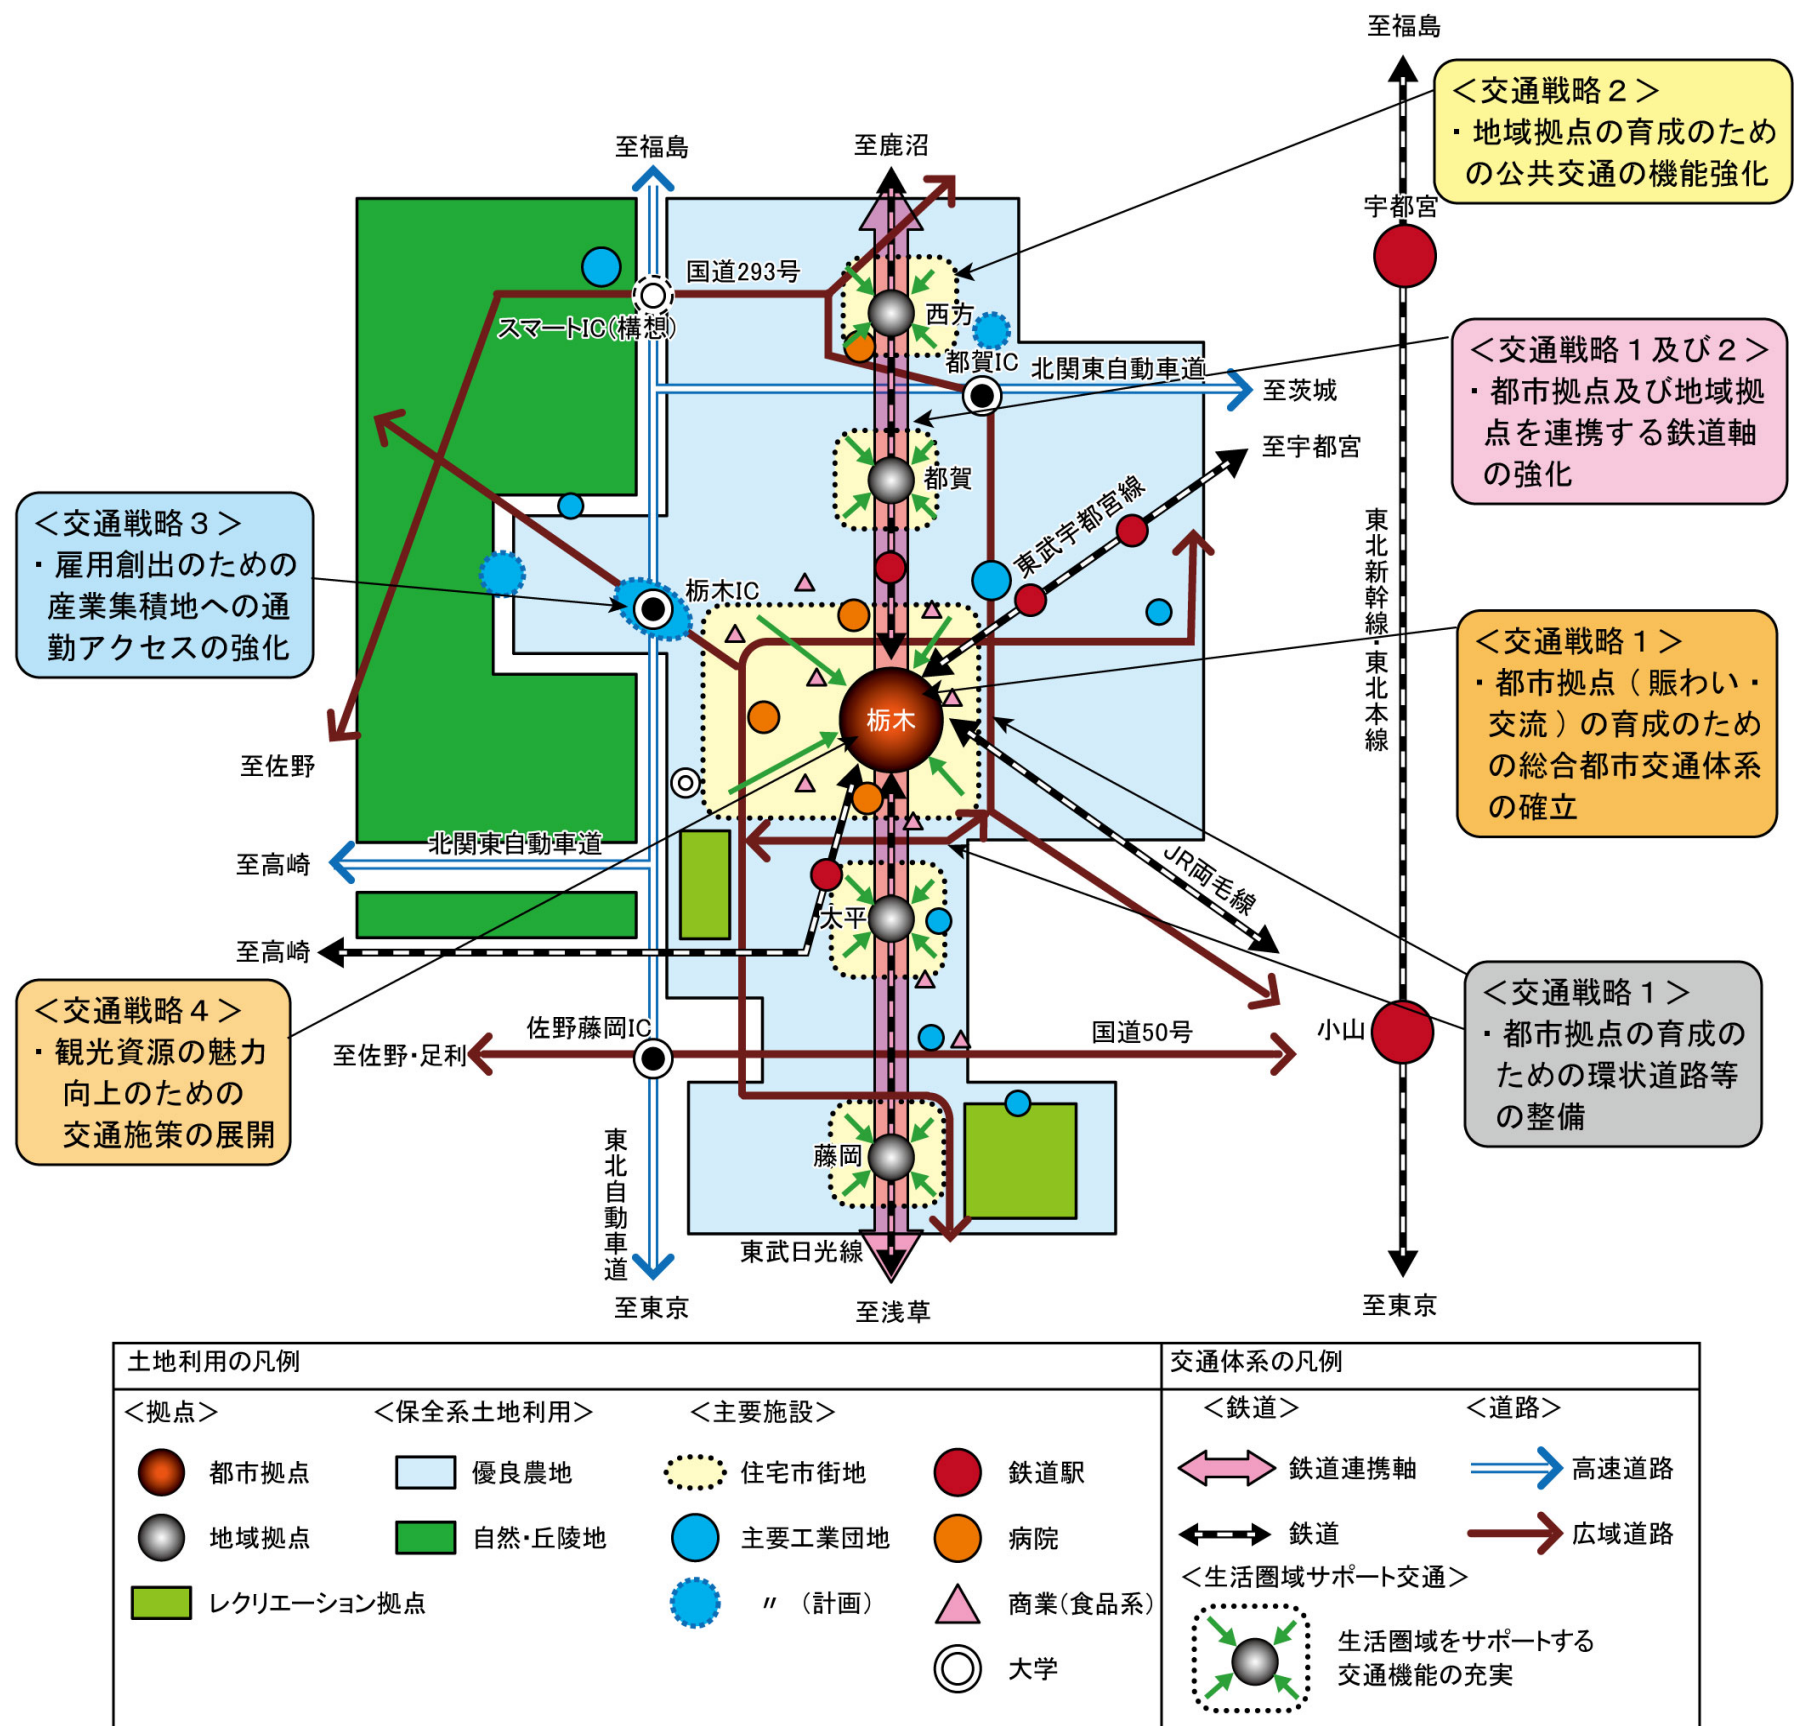 至福島
＜交通戦略２＞
・地域拠点の育成のため
の公共交通の機能強化
至福島
至鹿沼
宇都宮
国道293号
スマートIC(構想)
西方
都賀IC
北関東自動車道
至茨城
＜交通戦略１及び２＞
・都市拠点及び地域拠
点を連携する鉄道軸
の強化
至宇都宮
都賀
東武宇都宮線
＜交通戦略３＞
・雇用創出のための
産業集積地への通
勤アクセスの強化
栃木IC
東北新幹線・東北本線
＜交通戦略１＞
・都市拠点（賑わい・
交流）の育成のため
の総合都市交通体系
の確立
栃木
至佐野
北関東自動車道
至高崎
JR両毛線
太平
至高崎
＜交通戦略４＞
・観光資源の魅力
向上のための
交通施策の展開
佐野藤岡IC
至佐野・足利
国道50号
小山
＜交通戦略１＞
・都市拠点の育成の
ための環状道路等
の整備
東北自動車道
藤岡
東武日光線
至東京
至浅草
至東京
土地利用の凡例
＜拠点＞
＜保全系土地利用＞
＜主要施設＞
都市拠点
優良農地
住宅市街地
鉄道駅
地域拠点
自然・丘陵地
主要工業団地
病院
レクリエーション拠点
〃（計画）
商業(食品系)
大学
交通体系の凡例
＜鉄道＞
＜道路＞
鉄道連携軸
高速道路
鉄道
広域道路
＜生活圏域サポート交通＞
生活圏域をサポートする
交通機能の充実